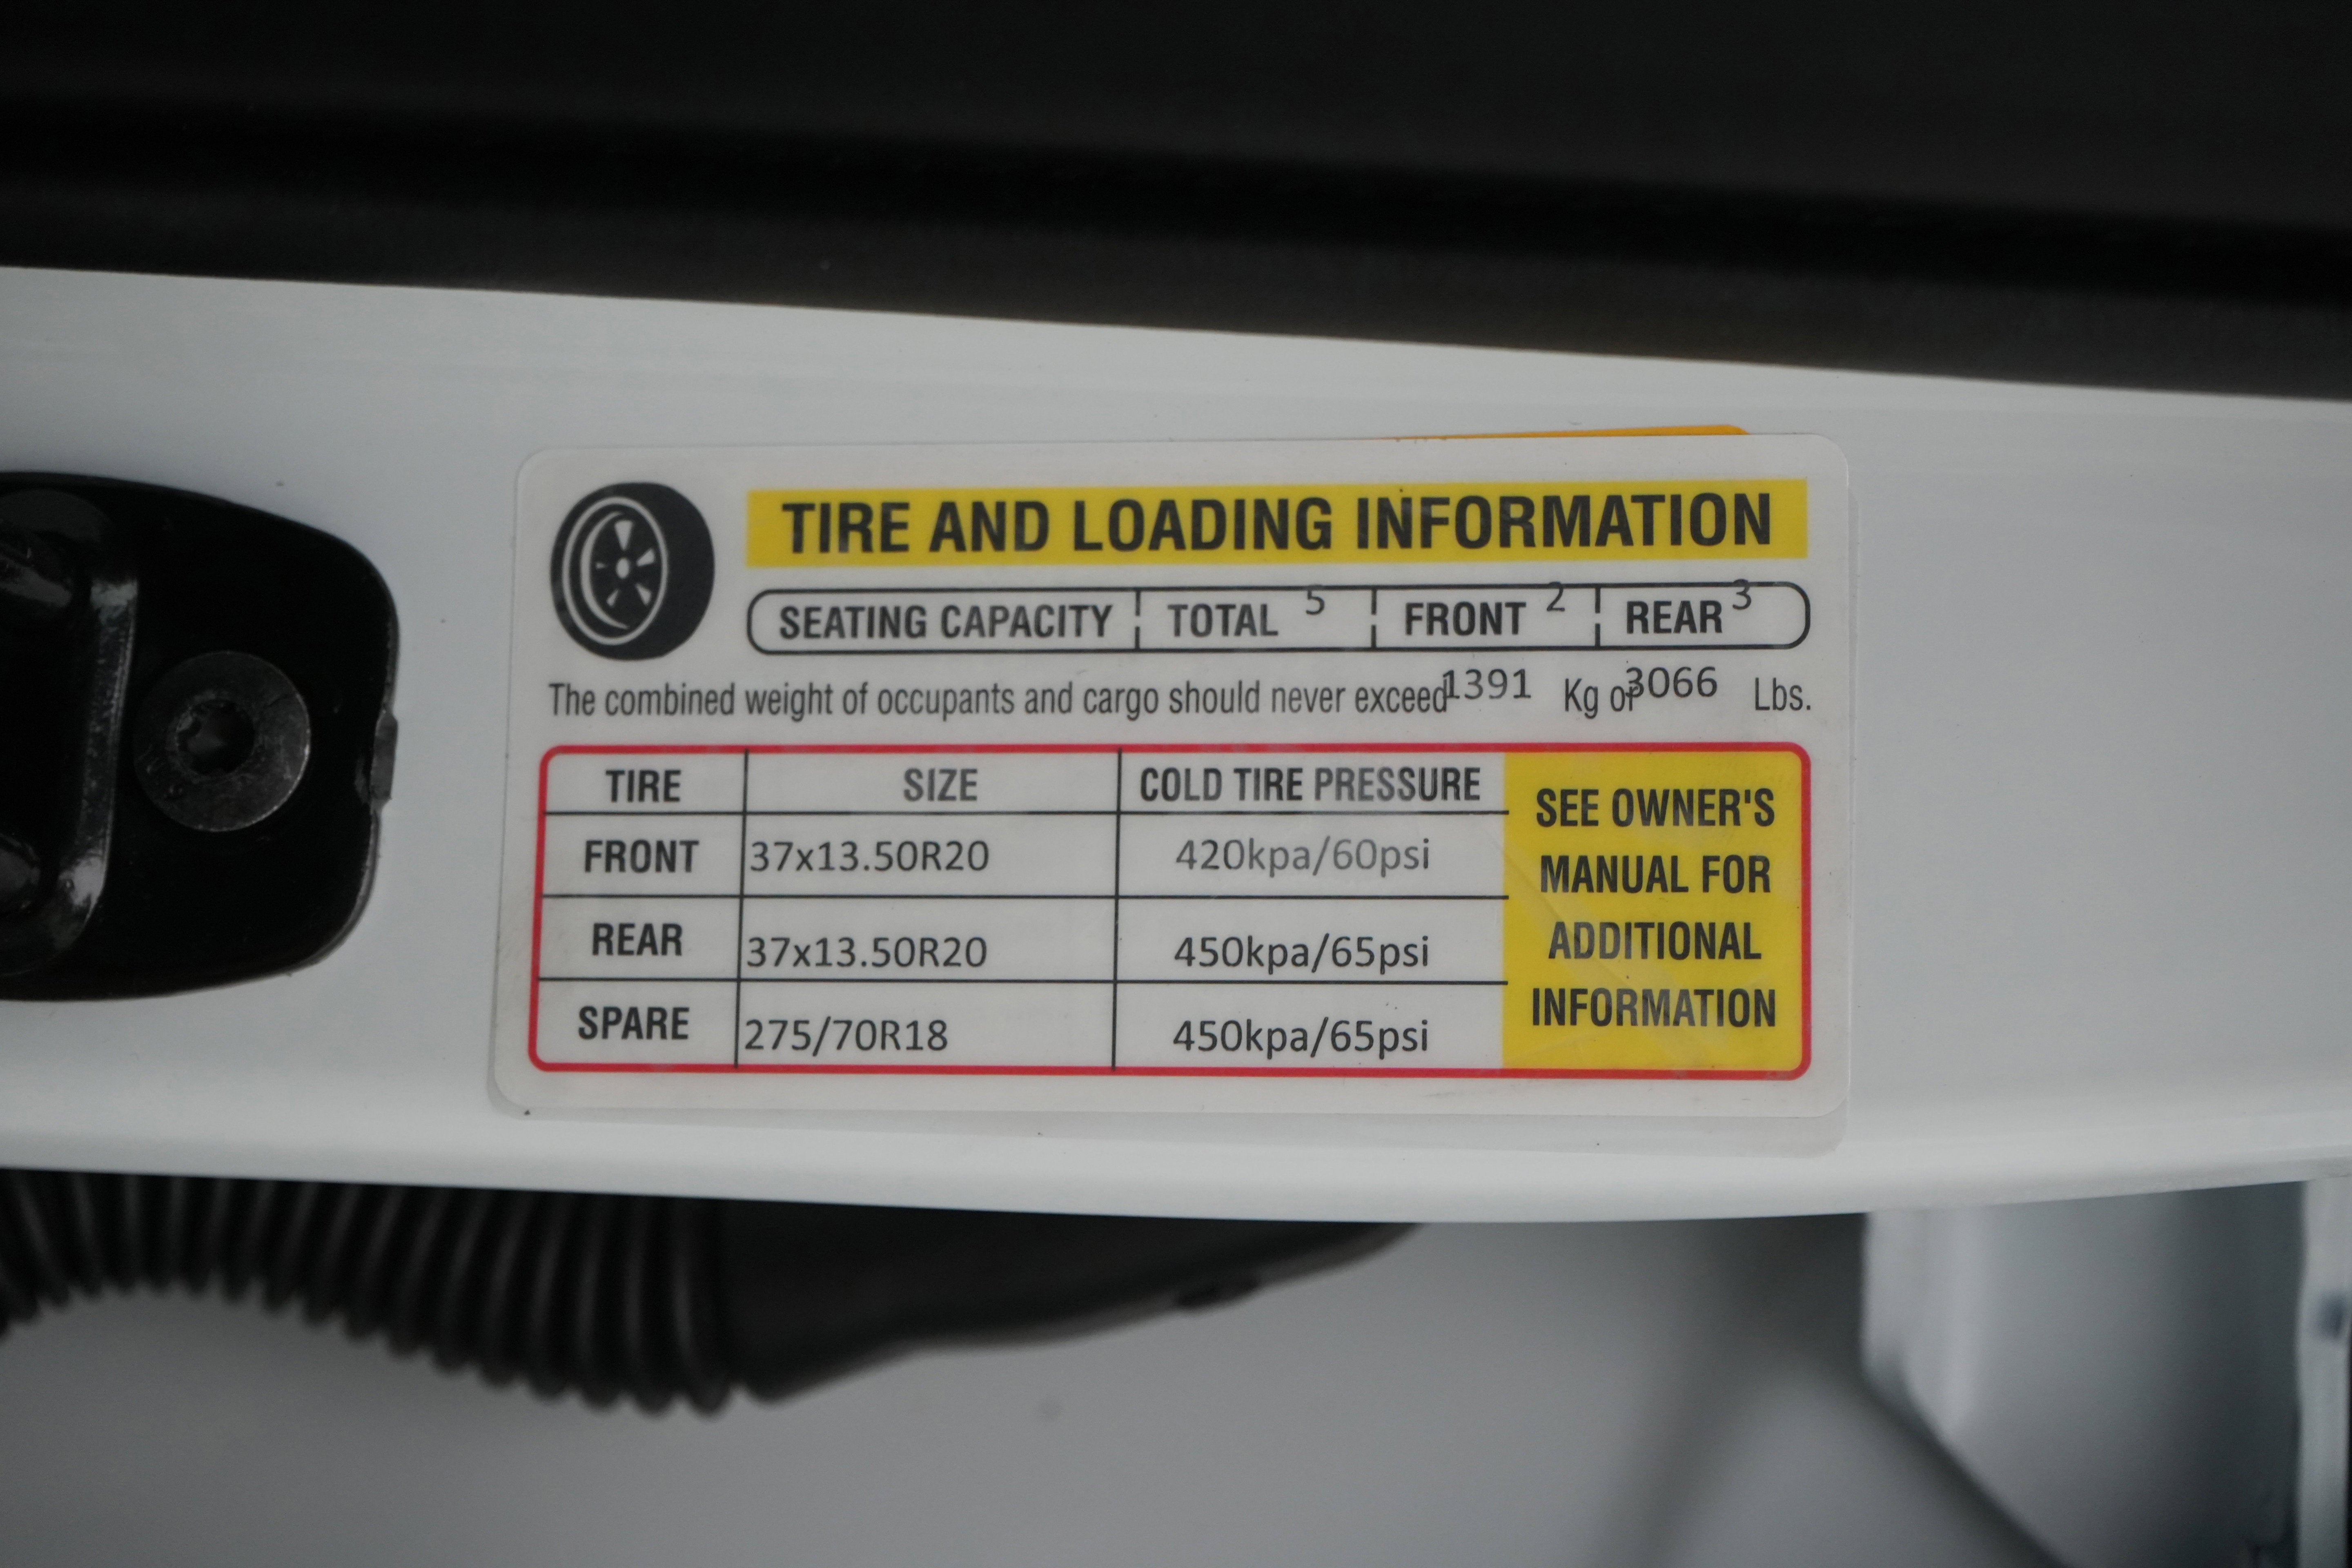 TIRE AND LOADING INFORMATION
SEATING CAPACITY TOTAL 5 FRONT 2 REAR 3
The combined weight of occupants and cargo should never exceed 1391 Kg or 3066 Lbs.
TIRE SIZE COLD TIRE PRESSURE
FRONT 37x13.50R20 420kpa/60psi
REAR 37x13.50R20 450kpa/65psi
SPARE 275/70R18 450kpa/65psi
SEE OWNER'S
MANUAL FOR
ADDITIONAL
INFORMATION